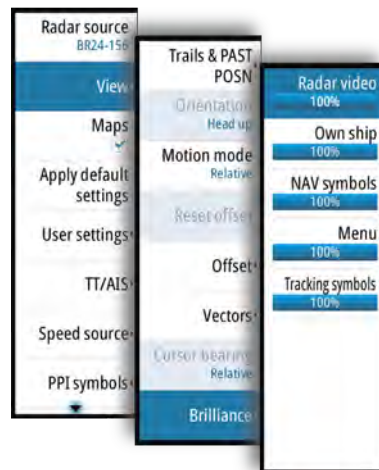 Radar source
BR24-156
View
Maps
Apply default
settings
User settings
TT/AIS
Speed source
PPI symbols
Trails & PAST
POSN
Orientation
Head up
Motion mode
Relative
Reset offset
Offset
Vectors
Cursor bearing
Relative
Brilliance
Radar video
100%
Own ship
100%
NAV symbols
100%
Menu
100%
Tracking symbols
100%